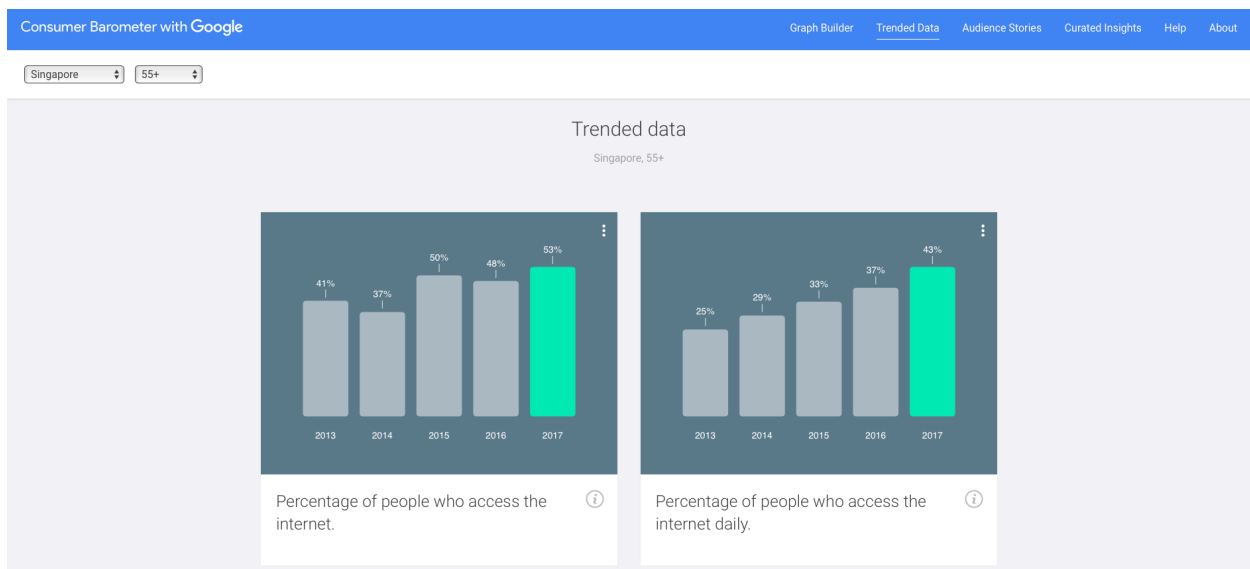 Consumer Barometer with Google
Graph Builder Trended Data Audience Stories Curated Insights Help About
Singapore 55+
Trended data
Singapore, 55+
41% 37% 50% 48% 53%
2013 2014 2015 2016 2017
Percentage of people who access the
internet.
25% 29% 33% 37% 43%
2013 2014 2015 2016 2017
Percentage of people who access the
internet daily.